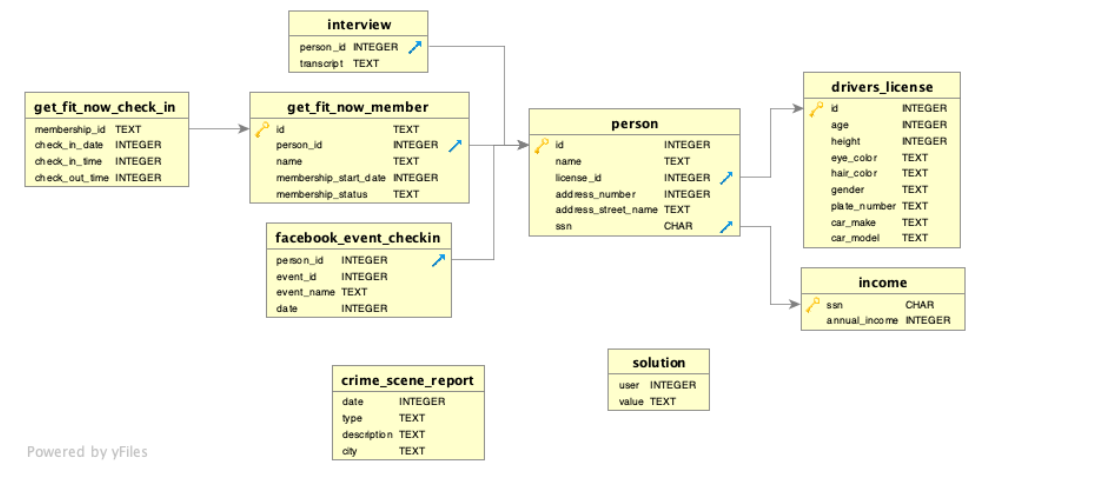 interview
person_id INTEGER
transcript TEXT
get_fit_now_check_in
membership_id TEXT
check_in_date INTEGER
check_in_time INTEGER
check_out_time INTEGER
get_fit_now_member
id TEXT
person_id INTEGER
name TEXT
membership_start_date INTEGER
membership_status TEXT
facebook_event_checkin
person_id INTEGER
event_id INTEGER
event_name TEXT
date INTEGER
person
id INTEGER
name TEXT
license_id INTEGER
address_number INTEGER
address_street_name TEXT
ssn CHAR
drivers_license
id INTEGER
age INTEGER
height INTEGER
eye_color TEXT
hair_color TEXT
gender TEXT
plate_number TEXT
car_make TEXT
car_model TEXT
income
ssn CHAR
annual_income INTEGER
crime_scene_report
date INTEGER
type TEXT
description TEXT
city TEXT
solution
user INTEGER
value TEXT
Powered by yFiles